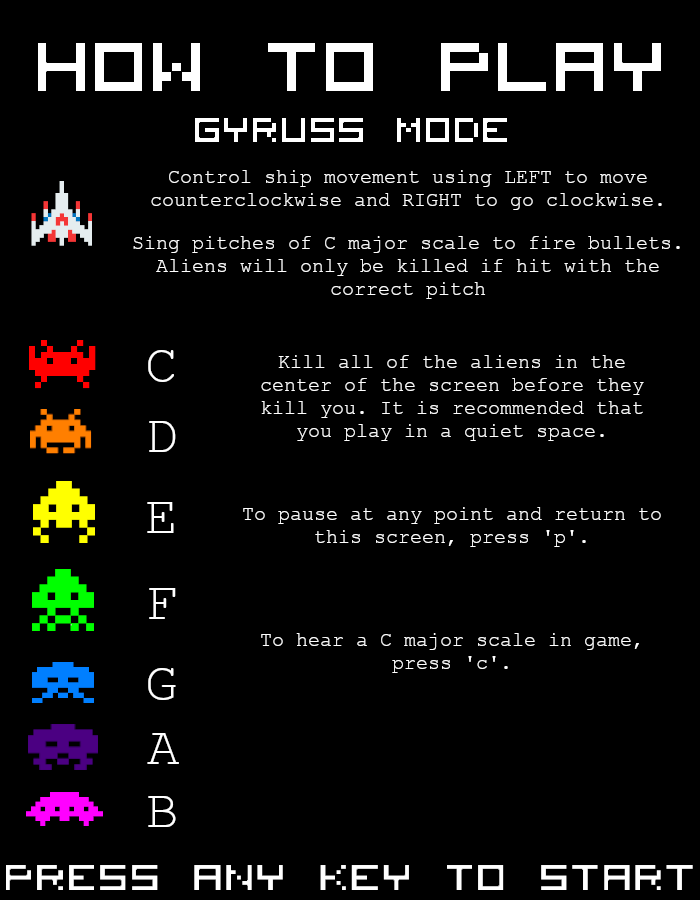 HOW TO PLAY
GYRUSS MODE
Control ship movement using LEFT to move
counterclockwise and RIGHT to go clockwise.
Sing pitches of C major scale to fire bullets.
Aliens will only be killed if hit with the
correct pitch
C
D
E
F
G
A
B
Kill all of the aliens in the
center of the screen before they
kill you. It is recommended that
you play in a quiet space.
To pause at any point and return to
this screen, press 'p'.
To hear a C major scale in game,
press 'c'.
PRESS ANY KEY TO START